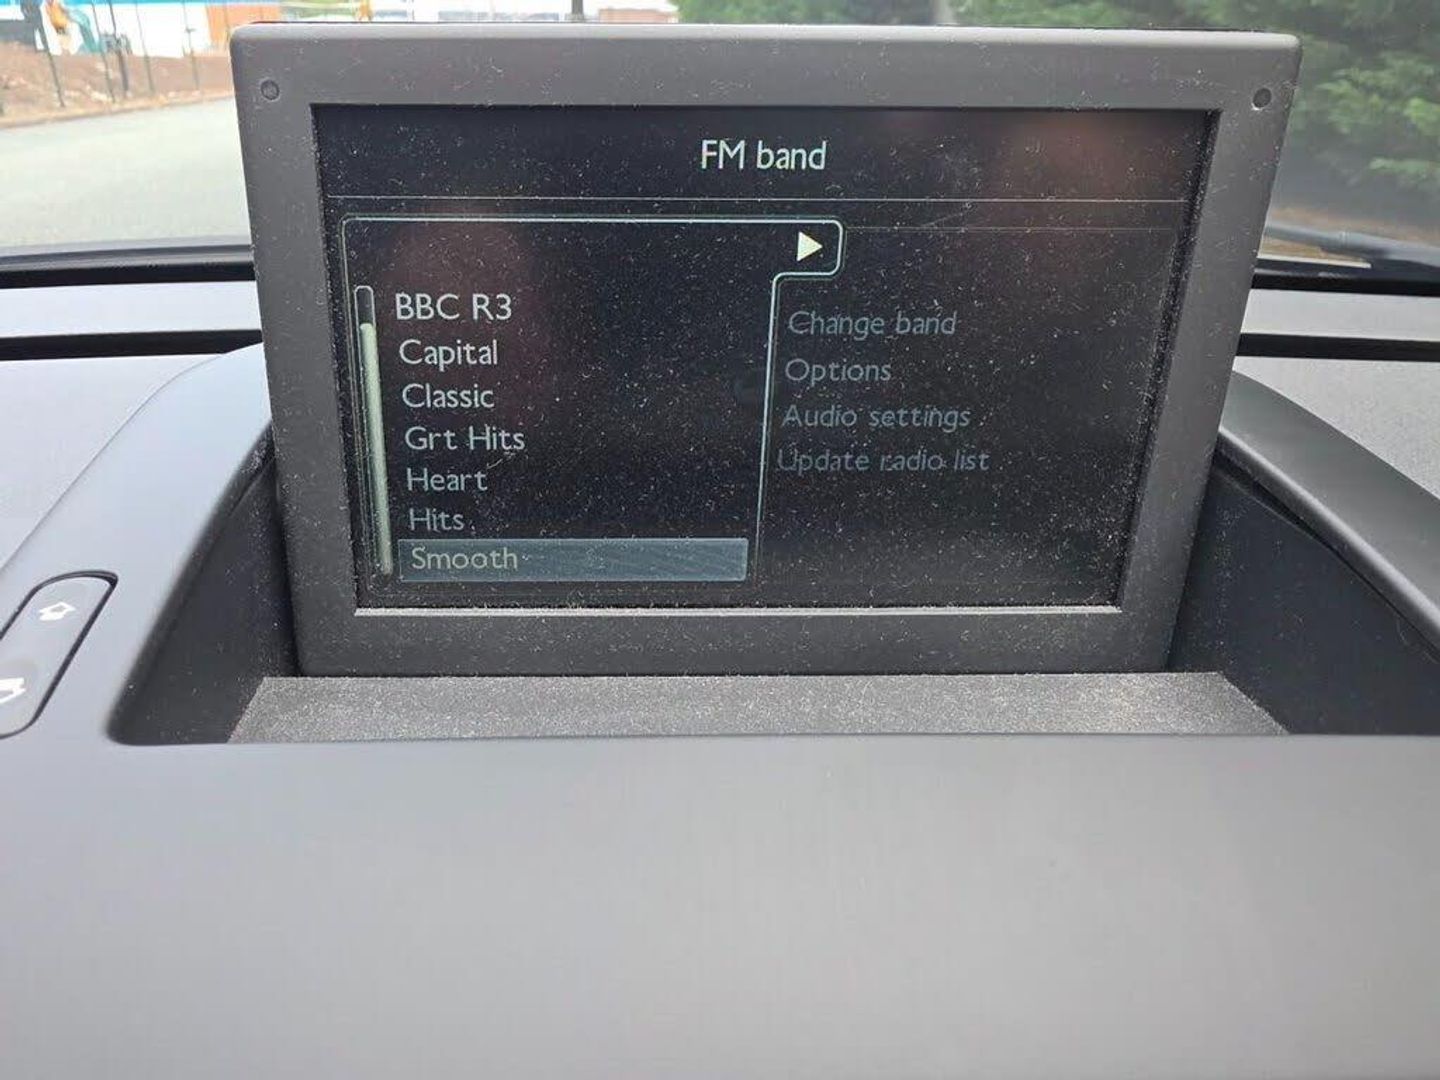 FM band
BBC R3
Capital
Classic
Grt Hits
Heart
Hits
Smooth
Change band
Options
Audio settings
Update radio list